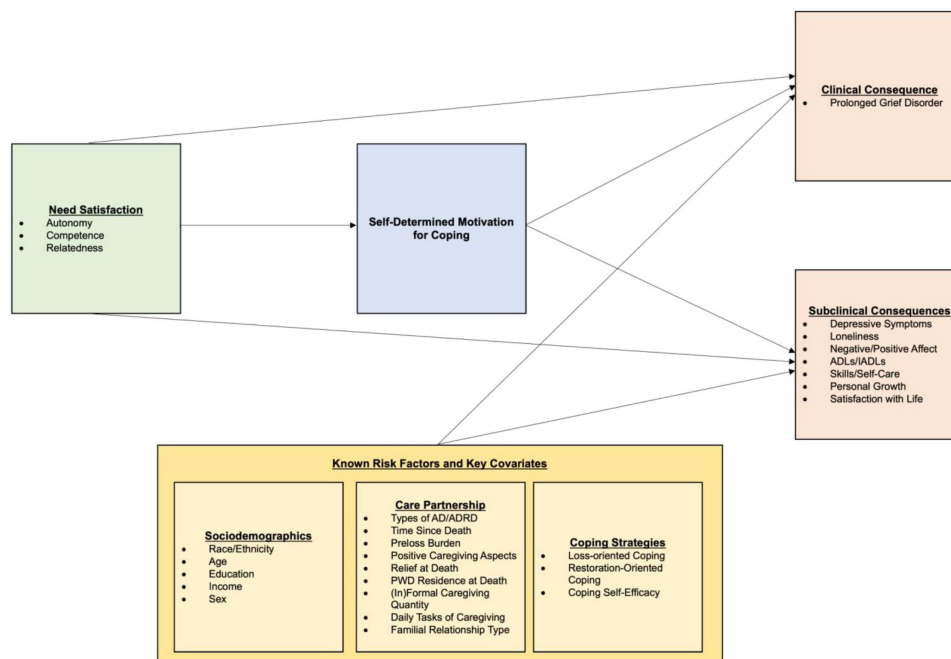 Clinical Consequence
• Prolonged Grief Disorder
Need Satisfaction
• Autonomy
• Competence
• Relatedness
Self-Determined Motivation
for Coping
Subclinical Consequences
• Depressive Symptoms
• Loneliness
• Negative/Positive Affect
• ADLs/IADLs
• Skills/Self-Care
• Personal Growth
• Satisfaction with Life
Known Risk Factors and Key Covariates
Sociodemographics
• Race/Ethnicity
• Age
• Education
• Income
• Sex
Care Partnership
• Types of AD/ADRD
• Time Since Death
• Preloss Burden
• Positive Caregiving Aspects
• Relief at Death
• PWD Residence at Death
• (In)Formal Caregiving
Quantity
• Daily Tasks of Caregiving
• Familial Relationship Type
Coping Strategies
• Loss-oriented Coping
• Restoration-Oriented
Coping
• Coping Self-Efficacy